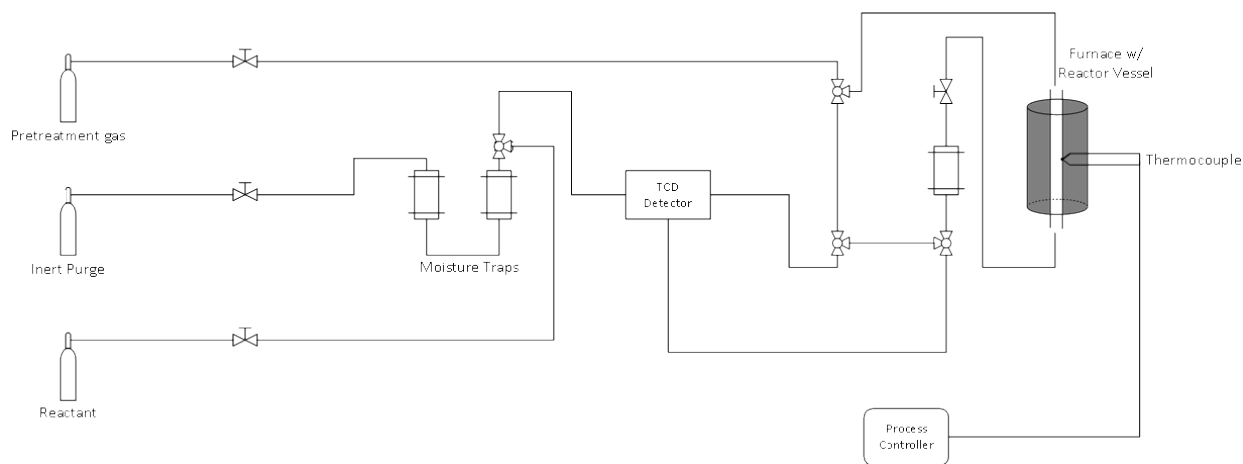 Furnace w/
Reactor Vessel
Pretreatment gas
Thermocouple
TCD
Detector
Inert Purge
Moisture Traps
Reactant
Process
Controller